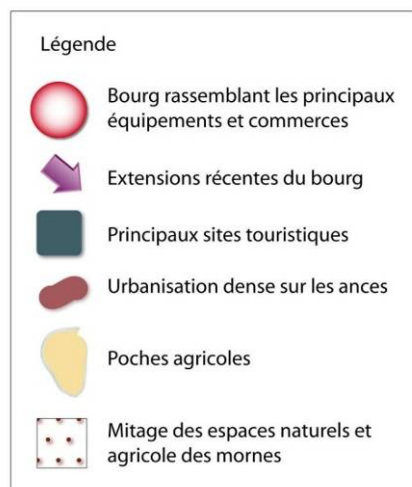 Légende
Bourg rassemblant les principaux
équipements et commerces
Extensions récentes du bourg
Principaux sites touristiques
Urbanisation dense sur les ances
Poches agricoles
Mitage des espaces naturels et
agricole des mornes